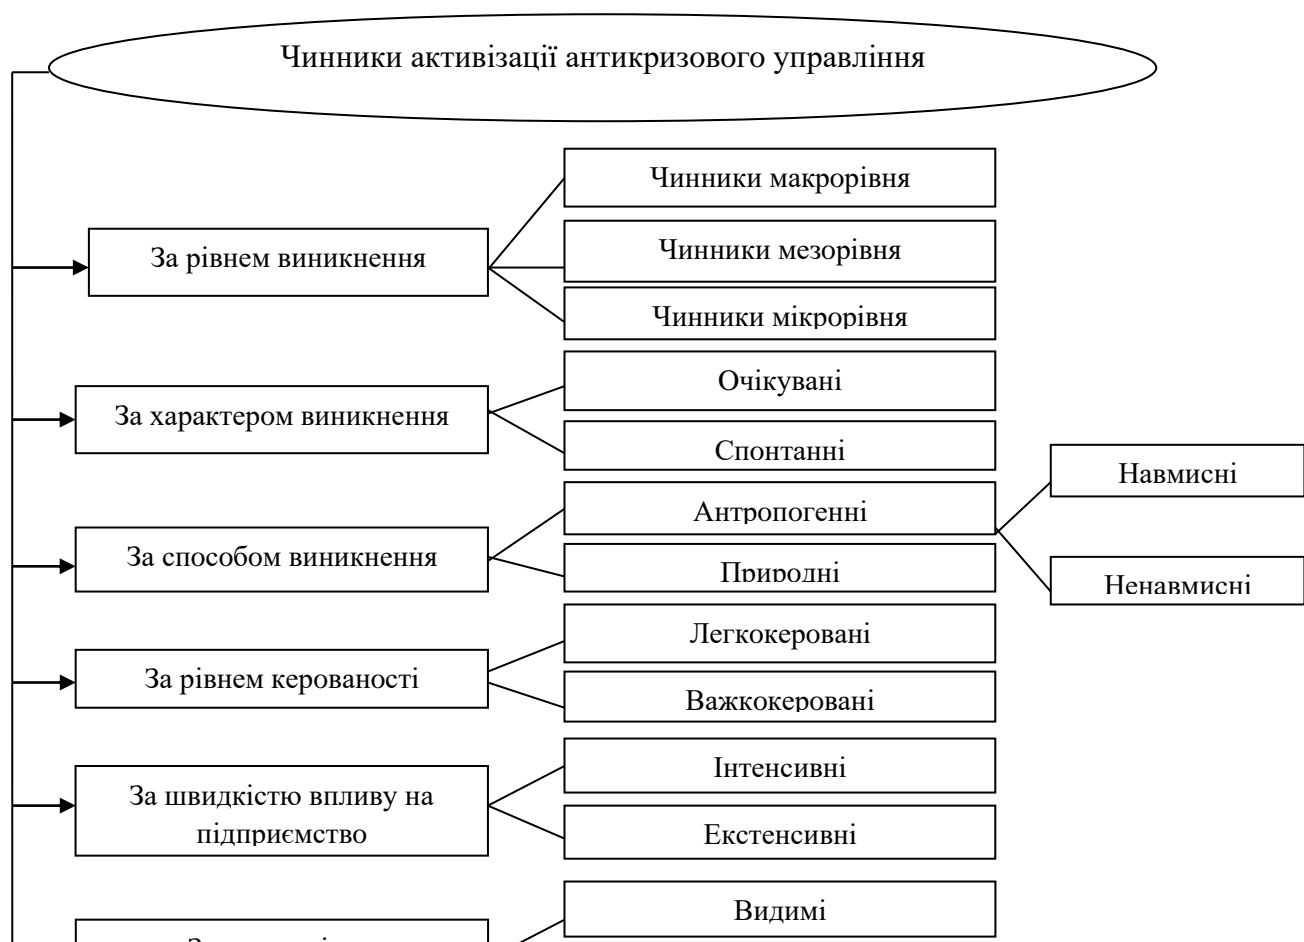 Чинники активізації антикризового управління
За рівнем виникнення
Чинники макрорівня
Чинники мезорівня
Чинники мікрорівня
За характером виникнення
Очікувані
Спонтанні
За способом виникнення
Антропогенні
Природні
Навмисні
Ненавмисні
За рівнем керованості
Легкокеровані
Важкокеровані
За швидкістю впливу на
підприємство
Інтенсивні
Екстенсивні
Видимі